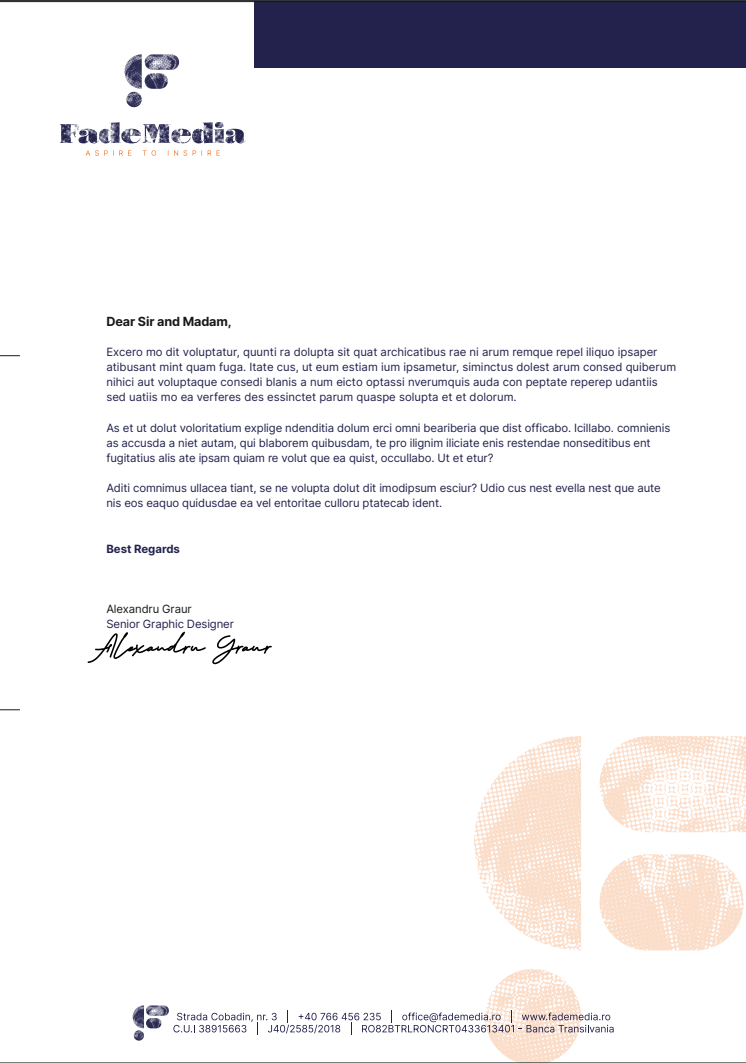 FadeMedia
ASPIRE TO INSPIRE
Dear Sir and Madam,
Excero mo dit voluptatur, quunti ra dolupta sit quat archicatibus rae ni arum remque repel iliquo ipsaper
atibusant mint quam fuga. Itate cus, ut eum estiam ium ipsametur, siminctus dolest arum consed quiberum
nihici aut voluptaque consedi blanis a num eicto optassi nverumquis auda con peptate reperep udantiis
sed uatiis mo ea verferes des essinctet parum quaspe solupta et et dolorum.
As et ut dolut voloritatium explige ndenditia dolum erci omni beariberia que dist officabo. Icillabo. comnienis
as accusda a niet autam, qui blaborem quibusdam, te pro ilignim iliciate enis restendae nonseditibus ent
fugitatius alis ate ipsam quiam re volut que ea quist, occullabo. Ut et etur?
Aditi comnimus ullacea tiant, se ne volupta dolut dit imodipsum esciur? Udio cus nest evella nest que aute
nis eos eaquo quidusdae ea vel entoritae culloru ptatecab ident.
Best Regards
Alexandru Graur
Senior Graphic Designer
Alexandru Graur
Strada Cobadin, nr. 3 | +40 766 456 235 | office@fademedia.ro | www.fademedia.ro
C.U.I 38915663 | J40/2585/2018 | RO82BTRLRONCRT0433613401 - Banca Transilvania